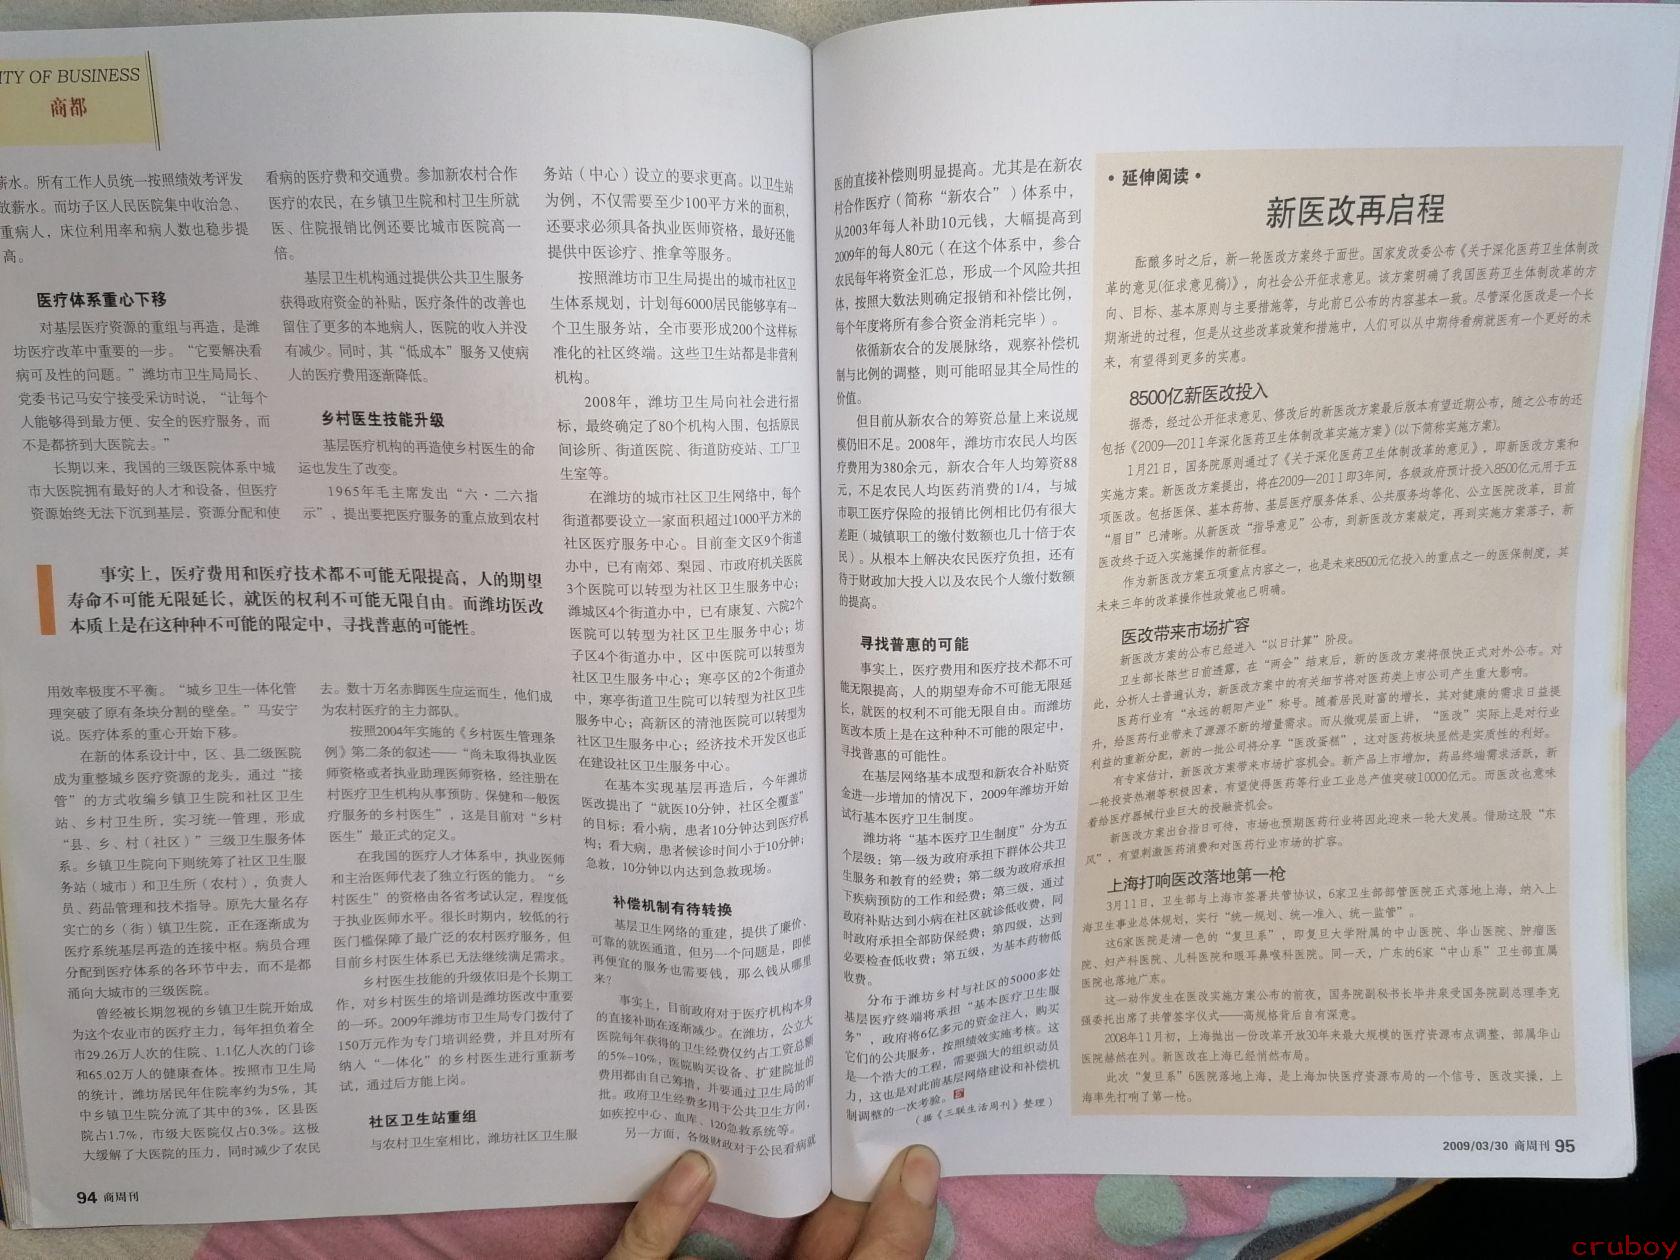 ITY OF BUSINESS
商都
薪水。所有工作人员统一按照绩效考评发
放薪水。而坊子区人民医院集中收治急、
重病人，床位利用率和病人数也稳步提
高。
医疗体系重心下移
对基层医疗资源的重组与再造，是潍
坊医疗改革中重要的一步。“它要解决看
病可及性的问题。”潍坊市卫生局局长、
党委书记马安宁接受采访时说，“让每个
人能够得到最方便、安全的医疗服务，而
不是都挤到大医院去。”
长期以来，我国的三级医院体系中城
市大医院拥有最好的人才和设备，但医疗
资源始终无法下沉到基层，资源分配和使
事实上，医疗费用和医疗技术都不可能无限提高，人的期望
寿命不可能无限延长，就医的权利不可能无限自由。而潍坊医改
本质上是在这种种不可能的限定中，寻找普惠的可能性。
用效率极度不平衡。“城乡卫生一体化管
理突破了原有条块分割的壁垒。”马安宁
说。医疗体系的重心开始下移。
在新的体系设计中，区、县二级医院
成为重整城乡医疗资源的龙头，通过“接
管”的方式收编乡镇卫生院和社区卫生
站、乡村卫生所，实习统一管理，形成
“县、乡、村（社区）”三级卫生服务体
系。乡镇卫生院向下则统筹了社区卫生服
务站（城市）和卫生所（农村），负责人
员、药品管理和技术指导。原先大量名存
实亡的乡（街）镇卫生院，正在逐渐成为
医疗系统基层再造的连接中枢。病员合理
分配到医疗体系的各环节中去，而不是都
涌向大城市的三级医院。
曾经被长期忽视的乡镇卫生院开始成
为这个农业市的医疗主力，每年担负着全
市29.26万人次的住院、1.1亿人次的门诊
和65.02万人的健康查体。按照市卫生局
的统计，潍坊居民年住院率约为5%，其
中乡镇卫生院分流了其中的3%，区县医
院占1.7%，市级大医院仅占0.3%。这极
大缓解了大医院的压力，同时减少了农民
看病的医疗费和交通费。参加新农村合作
医疗的农民，在乡镇卫生院和村卫生所就
医、住院报销比例还要比城市医院高一
倍。
基层卫生机构通过提供公共卫生服务
获得政府资金的补贴，医疗条件的改善也
留住了更多的本地病人，医院的收入并没
有减少。同时，其“低成本”服务又使病
人的医疗费用逐渐降低。
乡村医生技能升级
基层医疗机构的再造使乡村医生的命
运也发生了改变。
1965年毛主席发出“六·二六指
示”，提出要把医疗服务的重点放到农村
去。数十万名赤脚医生应运而生，他们成
为农村医疗的主力部队。
按照2004年实施的《乡村医生管理条
例》第二条的叙述——“尚未取得执业医
师资格或者执业助理医师资格，经注册在
村医疗卫生机构从事预防、保健和一般医
疗服务的乡村医生”，这是目前对“乡村
医生”最正式的定义。
在我国的医疗人才体系中，执业医师
和主治医师代表了独立行医的能力。“乡
村医生”的资格由各省考试认定，程度低
于执业医师水平。很长时期内，较低的行
医门槛保障了最广泛的农村医疗服务，但
目前乡村医生体系已无法继续满足需求。
乡村医生技能的升级依旧是个长期工
作，对乡村医生的培训是潍坊医改中重要
的一环。2009年潍坊市卫生局专门拨付了
150万元作为专门培训经费，并且对所有
纳入“一体化”的乡村医生进行重新考
试，通过后方能上岗。
社区卫生站重组
与农村卫生室相比，潍坊社区卫生服
务站（中心）设立的要求更高。以卫生站
为例，不仅需要至少100平方米的面积，
还要求必须具备执业医师资格，最好还能
提供中医诊疗、推拿等服务。
按照潍坊市卫生局提出的城市社区卫
生体系规划，计划每6000居民能够享有一
个卫生服务站，全市要形成200个这样标
准化的社区终端。这些卫生站都是非营利
机构。
2008年，潍坊卫生局向社会进行招
标，最终确定了80个机构入围，包括原民
间诊所、街道医院、街道防疫站、工厂卫
生室等。
在潍坊的城市社区卫生网络中，每个
街道都要设立一家面积超过1000平方米的
社区医疗服务中心。目前奎文区9个街道
办中，已有南郊、梨园、市政府机关医院
3个医院可以转型为社区卫生服务中心；
潍城区4个街道办中，已有康复、六院2个
医院可以转型为社区卫生服务中心；坊
子区4个街道办中，区中医院可以转型为
社区卫生服务中心；寒亭区的2个街道办
中，寒亭街道卫生院可以转型为社区卫生
服务中心；高新区的清池医院可以转型为
社区卫生服务中心；经济技术开发区也正
在建设社区卫生服务中心。
在基本实现基层再造后，今年潍坊
医改提出了“就医10分钟，社区全覆盖”
的目标：看小病，患者10分钟达到医疗机
构；看大病，患者候诊时间小于10分钟；
急救，10分钟以内达到急救现场。
补偿机制有待转换
基层卫生网络的重建，提供了廉价、
可靠的就医通道，但另一个问题是，即使
再便宜的服务也需要钱，那么钱从哪里
来？
事实上，目前政府对于医疗机构本身
的直接补助在逐渐减少。在潍坊，公立大
医院每年获得的卫生经费仅约占工资总额
的5%-10%，医院购买设备、扩建院址的
费用都由自己筹措，并要通过卫生局的审
批。政府卫生经费多用于公共卫生方向，
如疾控中心、血库、120急救系统等。
另一方面，各级财政对于公民看病就
94 商周刊
医的直接补偿则明显提高。尤其是在新农
村合作医疗（简称“新农合”）体系中，
从2003年每人补助10元钱，大幅提高到
2009年的每人80元（在这个体系中，参合
农民每年将资金汇总，形成一个风险共担
体，按照大数法则确定报销和补偿比例，
每个年度将所有参合资金消耗完毕）。
依循新农合的发展脉络，观察补偿机
制与比例的调整，则可能昭显其全局性的
价值。
但目前从新农合的筹资总量上来说规
模仍旧不足。2008年，潍坊市农民人均医
疗费用为380余元，新农合年人均筹资88
元，不足农民人均医药消费的1/4，与城
市职工医疗保险的报销比例相比仍有很大
差距（城镇职工的缴付数额也几十倍于农
民）。从根本上解决农民医疗负担，还有
待于财政加大投入以及农民个人缴付数额
的提高。
寻找普惠的可能
事实上，医疗费用和医疗技术都不可
能无限提高，人的期望寿命不可能无限延
长，就医的权利不可能无限自由。而潍坊
医改本质上是在这种种不可能的限定中，
寻找普惠的可能性。
在基层网络基本成型和新农合补贴资
金进一步增加的情况下，2009年潍坊开始
试行基本医疗卫生制度。
潍坊将“基本医疗卫生制度”分为五
个层级：第一级为政府承担下群体公共卫
生服务和教育的经费；第二级为政府承担
下疾病预防的工作和经费；第三级，通过
政府补贴达到小病在社区就诊低收费，同
时政府承担全部防保经费；第四级，达到
必要检查低收费；第五级，为基本药物低
收费。
分布于潍坊乡村与社区的5000多处
基层医疗终端将承担“基本医疗卫生服
务”，政府将6亿多元的资金注入，购买
它们的公共服务，按照绩效实施考核。这
是一个浩大的工程，需要强大的组织动员
力，这也是对此前基层网络建设和补偿机
制调整的一次考验。
（据《三联生活周刊》整理）
·延伸阅读·
新医改再启程
酝酿多时之后，新一轮医改方案终于面世。国家发改委公布《关于深化医药卫生体制改
革的意见(征求意见稿)》，向社会公开征求意见。该方案明确了我国医药卫生体制改革的方
向、目标、基本原则与主要措施等，与此前已公布的内容基本一致。尽管深化医改是一个长
期渐进的过程，但是从这些改革政策和措施中，人们可以从中期待看病就医有一个更好的未
来，有望得到更多的实惠。
8500亿新医改投入
据悉，经过公开征求意见、修改后的新医改方案最后版本有望近期公布，随之公布的还
包括《2009—2011年深化医药卫生体制改革实施方案》(以下简称实施方案)。
1月21日，国务院原则通过了《关于深化医药卫生体制改革的意见》，即新医改方案和
实施方案。新医改方案提出，将在2009—2011即3年间，各级政府预计投入8500亿元用于五
项医改。包括医保、基本药物、基层医疗服务体系、公共服务均等化、公立医院改革，目前
“眉目”已清晰。从新医改“指导意见”公布，到新医改方案敲定，再到实施方案落子，新
医改终于迈入实施操作的新征程。
作为新医改方案五项重点内容之一，也是未来8500元亿投入的重点之一的医保制度，其
未来三年的改革操作性政策也已明确。
医改带来市场扩容
新医改方案的公布已经进入“以日计算”阶段。
卫生部长陈竺日前透露，在“两会”结束后，新的医改方案将很快正式对外公布。对
此，分析人士普遍认为，新医改方案中的有关细节将对医药类上市公司产生重大影响。
医药行业有“永远的朝阳产业”称号。随着居民财富的增长，其对健康的需求日益提
升，给医药行业带来了源源不断的增量需求。而从微观层面上讲，“医改”实际上是对行业
利益的重新分配，新的一批公司将分享“医改蛋糕”，这对医药板块显然是实质性的利好。
有专家估计，新医改方案带来市场扩容机会。新产品上市增加，药品终端需求活跃，新
一轮投资热潮等积极因素，有望使得医药等行业工业总产值突破10000亿元。而医改也意味
着给医疗器械行业巨大的投融资机会。
新医改方案出台指日可待，市场也预期医药行业将因此迎来一轮大发展。借助这股“东
风”，有望刺激医药消费和对医药行业市场的扩容。
上海打响医改落地第一枪
3月11日，卫生部与上海市签署共管协议，6家卫生部部管医院正式落地上海，纳入上
海卫生事业总体规划，实行“统一规划、统一准入、统一监管”。
这6家医院是清一色的“复旦系”，即复旦大学附属的中山医院、华山医院、肿瘤医
院、妇产科医院、儿科医院和眼耳鼻喉科医院。同一天，广东的6家“中山系”卫生部直属
医院也落地广东。
这一动作发生在医改实施方案公布的前夜，国务院副秘书长毕井泉受国务院副总理李克
强委托出席了共管签字仪式——高规格背后自有深意。
2008年11月初，上海抛出一份改革开放30年来最大规模的医疗资源布点调整，部属华山
医院赫然在列。新医改在上海已经悄然布局。
此次“复旦系”6医院落地上海，是上海加快医疗资源布局的一个信号，医改实操，上
海率先打响了第一枪。
2009/03/30 商周刊 95
cruboy